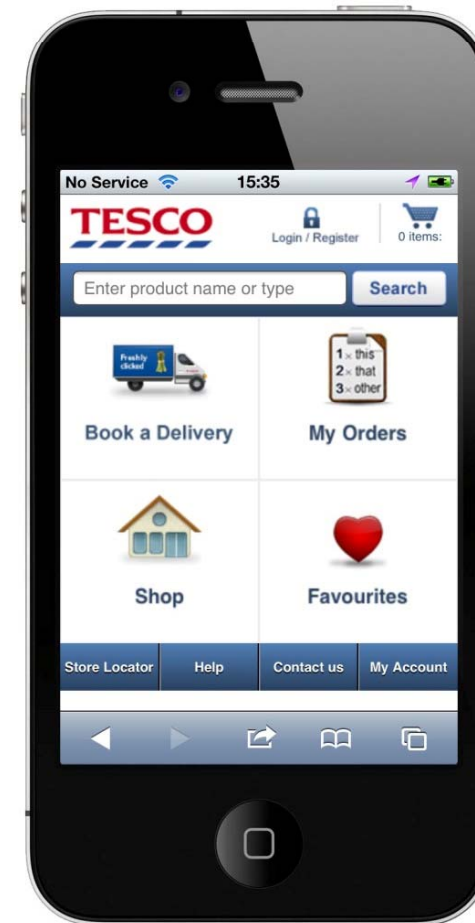 No Service 15:35
TESCO
Login / Register
0 items:
Enter product name or type Search
Freshly
clicked
1 x this
2 x that
3 x other
Book a Delivery My Orders
Shop Favourites
Store Locator Help Contact us My Account